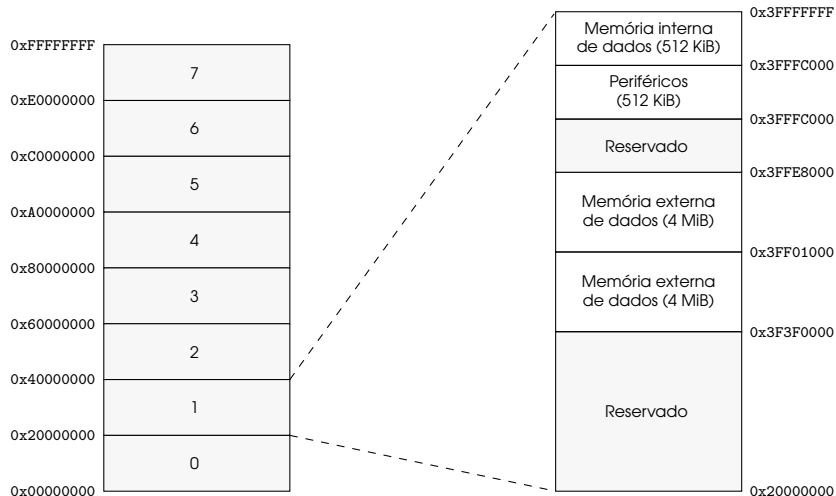 0xFFFFFFFF
7
0xE0000000
6
0xC0000000
5
0xA0000000
4
0x80000000
3
0x60000000
2
0x40000000
1
0x20000000
0
0x00000000
0x3FFFFFFF
Memória interna
de dados (512 KiB)
0x3FFFC000
Periféricos
(512 KiB)
0x3FFFC000
Reservado
0x3FFE8000
Memória externa
de dados (4 MiB)
0x3FF01000
Memória externa
de dados (4 MiB)
0x3F3F0000
Reservado
0x20000000